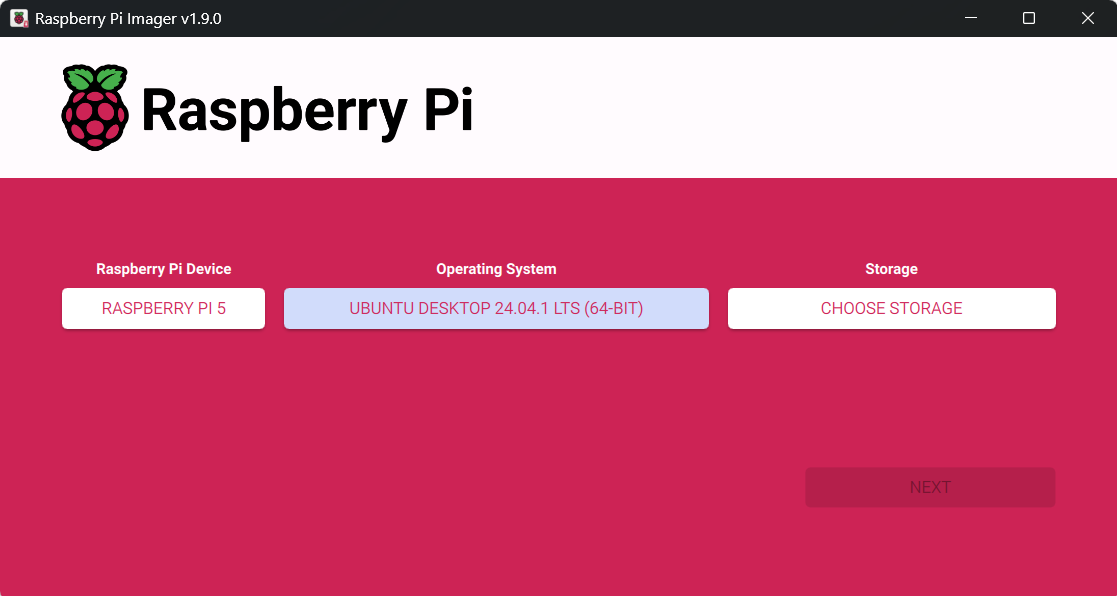 Raspberry Pi Imager v1.9.0
Raspberry Pi
Raspberry Pi Device
Operating System
Storage
RASPBERRY PI 5
UBUNTU DESKTOP 24.04.1 LTS (64-BIT)
CHOOSE STORAGE
NEXT